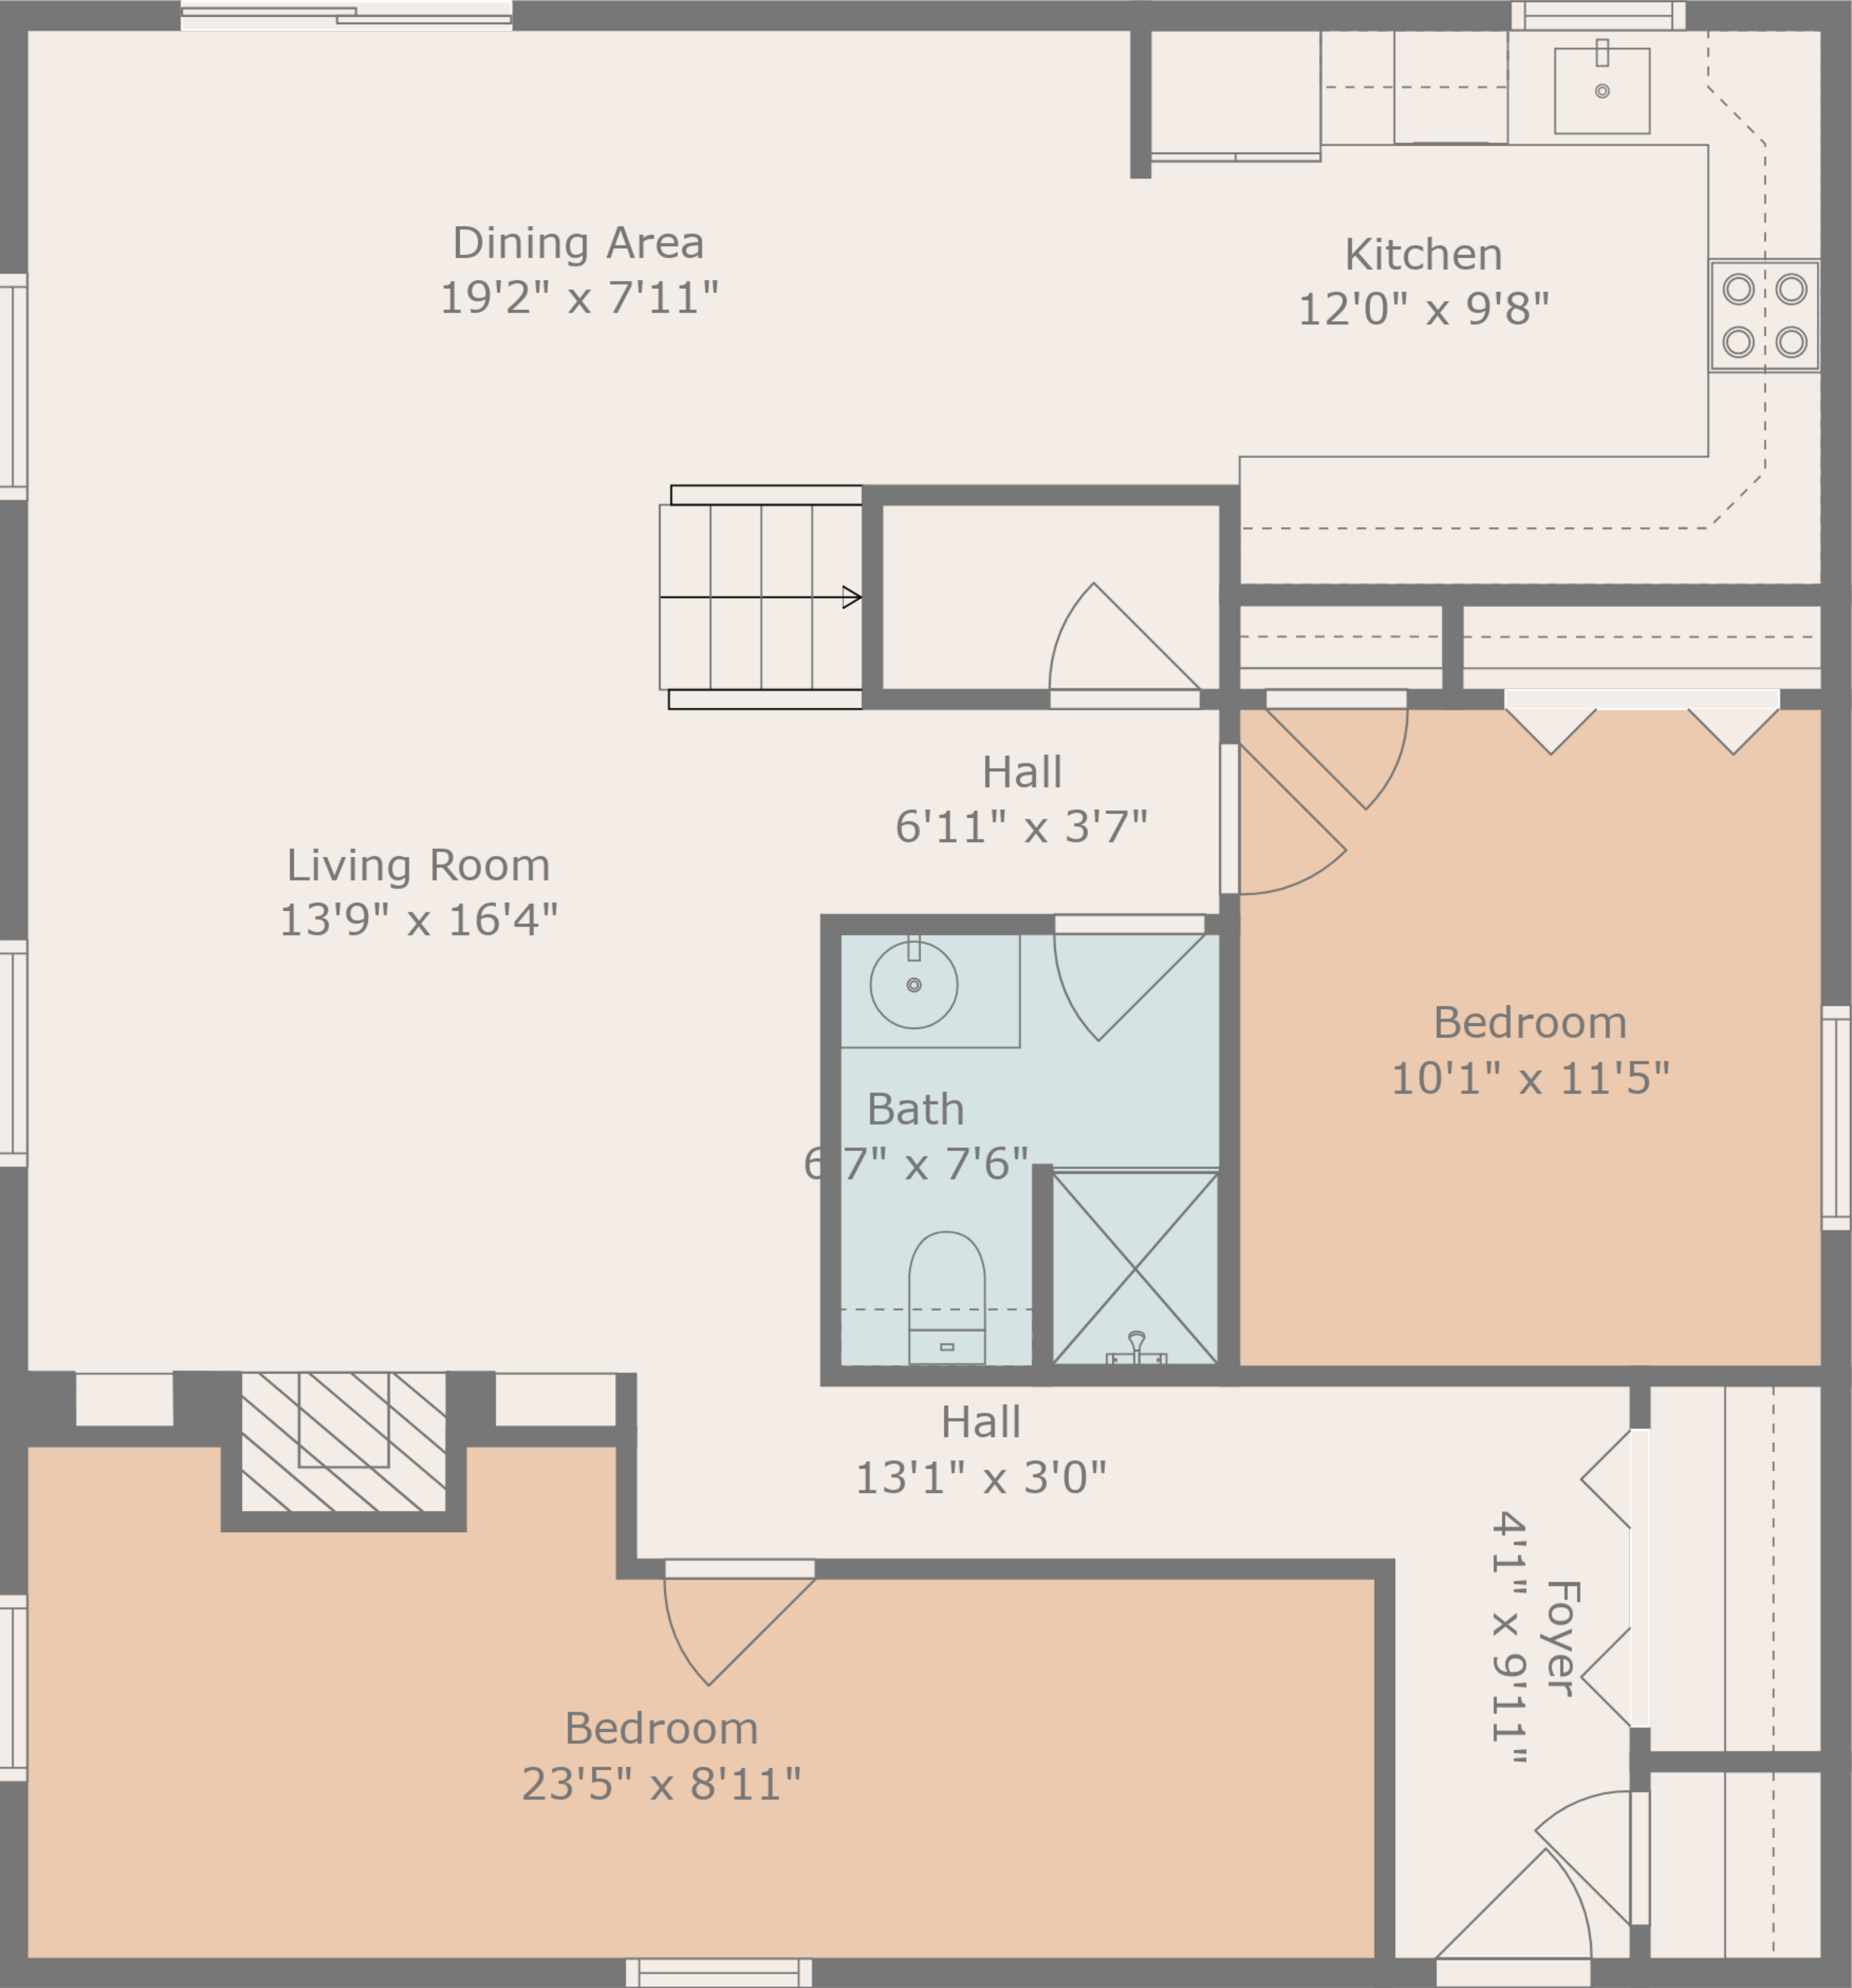 Dining Area
19'2" x 7'11"
Kitchen
12'0" x 9'8"
Hall
6'11" x 3'7"
Living Room
13'9" x 16'4"
Bedroom
10'1" x 11'5"
Bath
6'7" x 7'6"
Hall
13'1" x 3'0"
Foyer
4'1" x 9'11"
Bedroom
23'5" x 8'11"